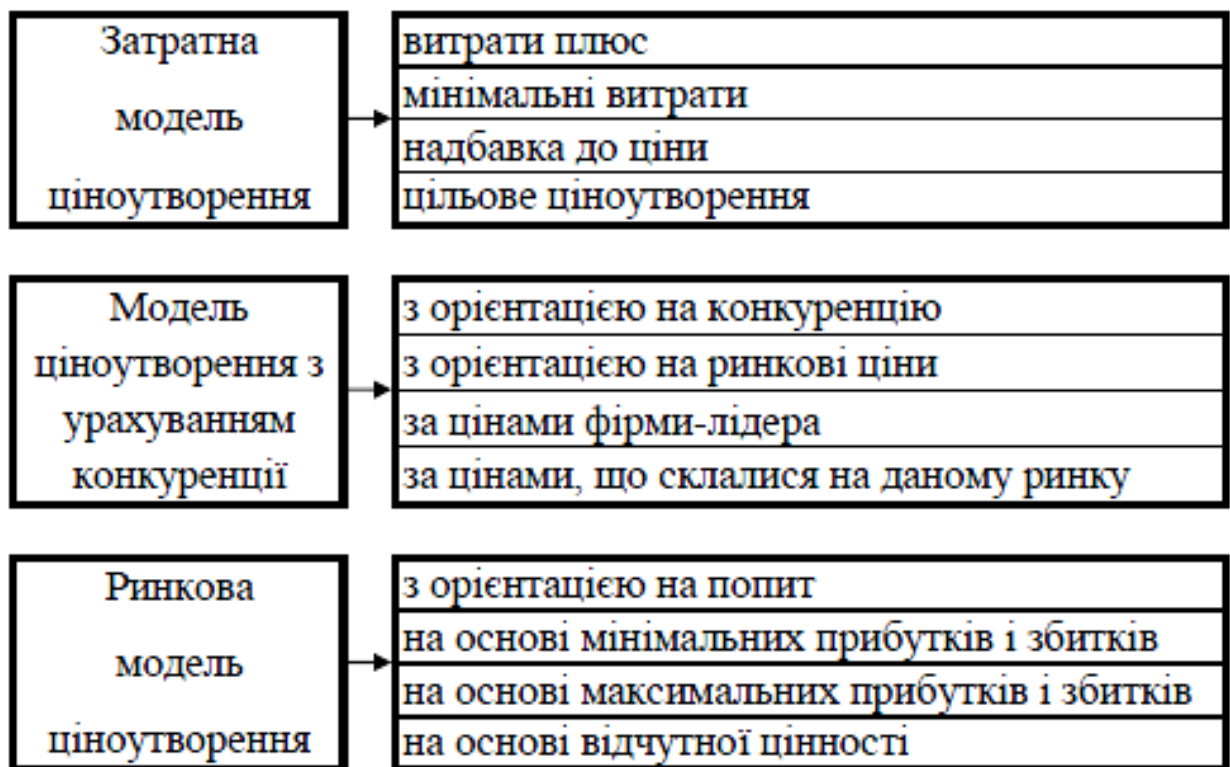 Затратна
модель
ціноутворення
витрати плюс
мінімальні витрати
надбавка до ціни
цільове ціноутворення
Модель
ціноутворення з
урахуванням
конкуренції
з орієнтацією на конкуренцію
з орієнтацією на ринкові ціни
за цінами фірми-лідера
за цінами, що склалися на даному ринку
Ринкова
модель
ціноутворення
з орієнтацією на попит
на основі мінімальних прибутків і збитків
на основі максимальних прибутків і збитків
на основі відчутної цінності